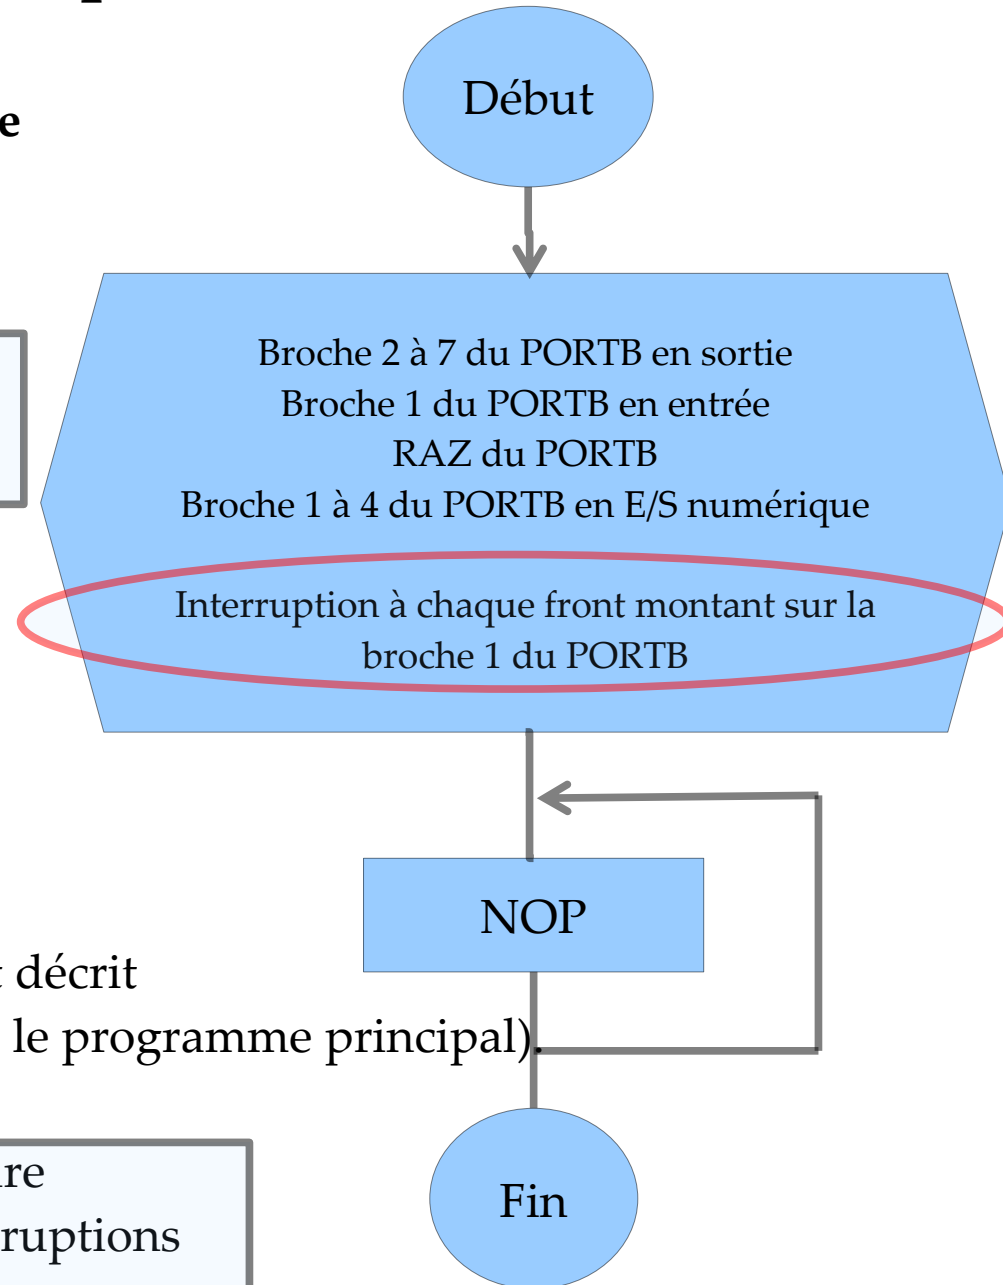 Début
Broche 2 à 7 du PORTB en sortie
Broche 1 du PORTB en entrée
RAZ du PORTB
Broche 1 à 4 du PORTB en E/S numérique
Interruption à chaque front montant sur la
broche 1 du PORTB
NOP
décrit
le programme principal).
Fin